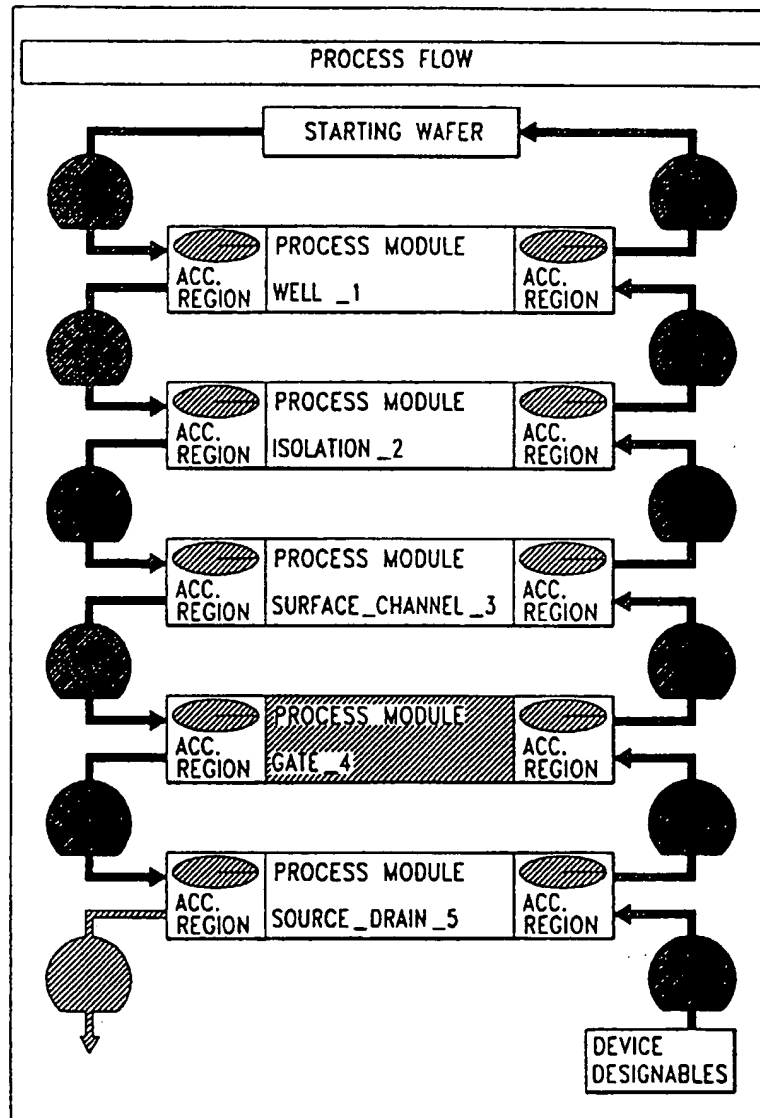 PROCESS FLOW
STARTING WAFER
ACC.
REGION
PROCESS MODULE
WELL _1
ACC.
REGION
ACC.
REGION
PROCESS MODULE
ISOLATION _2
ACC.
REGION
ACC.
REGION
PROCESS MODULE
SURFACE_CHANNEL _3
ACC.
REGION
ACC.
REGION
PROCESS MODULE
GATE _4
ACC.
REGION
ACC.
REGION
PROCESS MODULE
SOURCE_DRAIN _5
ACC.
REGION
DEVICE
DESIGNABLES